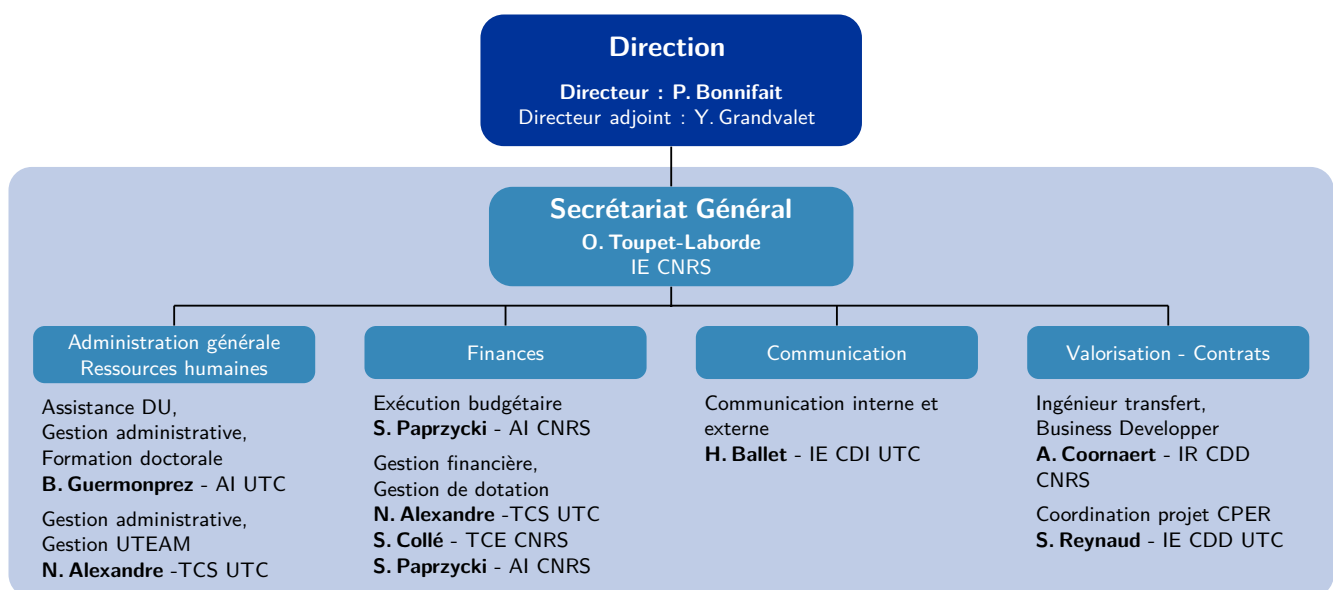 Direction
Directeur : P. Bonnifait
Directeur adjoint : Y. Grandvalet
Secrétariat Général
O. Toupet-Laborde
IE CNRS
Administration générale
Ressources humaines
Assistance DU,
Gestion administrative,
Formation doctorale
B. Guermonprez - AI UTC
Gestion administrative,
Gestion UTEAM
N. Alexandre -TCS UTC
Finances
Exécution budgétaire
S. Paprzycki - AI CNRS
Gestion financière,
Gestion de dotation
N. Alexandre -TCS UTC
S. Collé - TCE CNRS
S. Paprzycki - AI CNRS
Communication
Communication interne et
externe
H. Ballet - IE CDI UTC
Valorisation - Contrats
Ingénieur transfert,
Business Developper
A. Coornaert - IR CDD
CNRS
Coordination projet CPER
S. Reynaud - IE CDD UTC